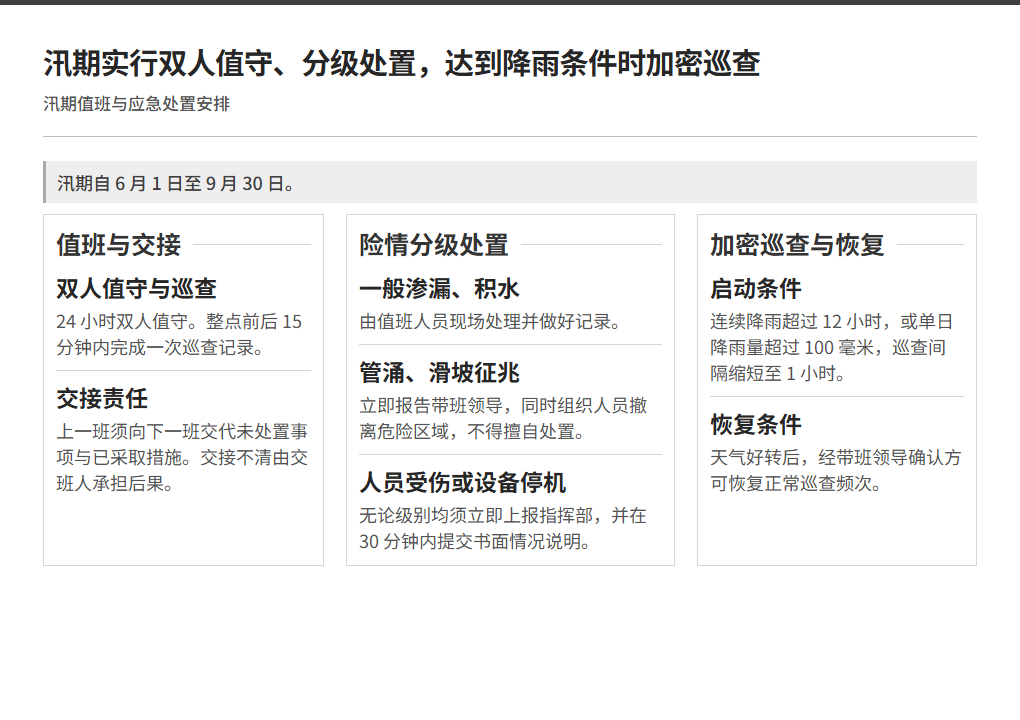 汛期实行双人值守、分级处置，达到降雨条件时加密巡查
汛期值班与应急处置安排
汛期自 6 月 1 日至 9 月 30 日。
值班与交接
双人值守与巡查
24 小时双人值守。整点前后 15
分钟内完成一次巡查记录。
交接责任
上一班须向下一班交代未处置事
项与已采取措施。交接不清由交
班人承担后果。
险情分级处置
一般渗漏、积水
由值班人员现场处理并做好记录。
管涌、滑坡征兆
立即报告带班领导，同时组织人员撤
离危险区域，不得擅自处置。
人员受伤或设备停机
无论级别均须立即上报指挥部，并在
30 分钟内提交书面情况说明。
加密巡查与恢复
启动条件
连续降雨超过 12 小时，或单日
降雨量超过 100 毫米，巡查间
隔缩短至 1 小时。
恢复条件
天气好转后，经带班领导确认方
可恢复正常巡查频次。